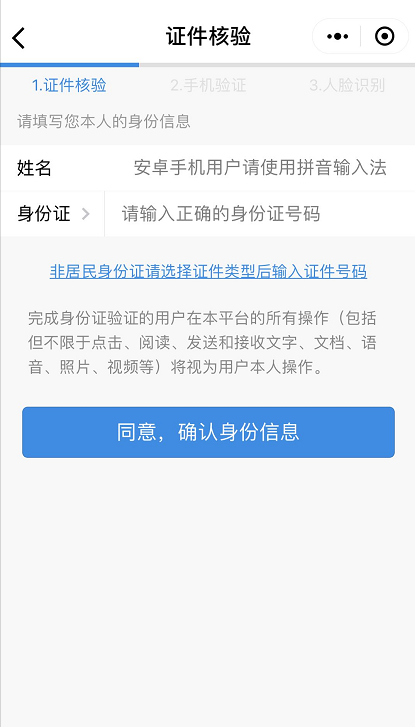 证件核验
1.证件核验
2.手机验证
3.人脸识别
请填写您本人的身份信息
姓名
安卓手机用户请使用拼音输入法
身份证
请输入正确的身份证号码
非居民身份证请选择证件类型后输入证件号码
完成身份证验证的用户在本平台的所有操作（包括
但不限于点击、阅读、发送和接收文字、文档、语
音、照片、视频等）将视为用户本人操作。
同意，确认身份信息